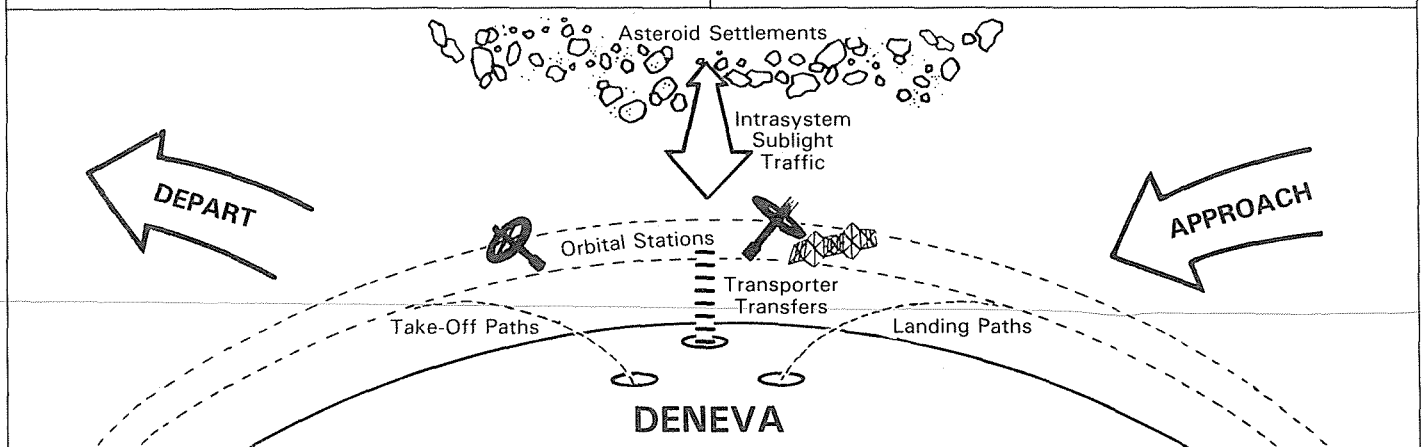 Asteroid Settlements
Intrasystem
Sublight
Traffic
DEPART
APPROACH
Orbital Stations
Transporter
Transfers
Take-Off Paths
Landing Paths
DENEVA